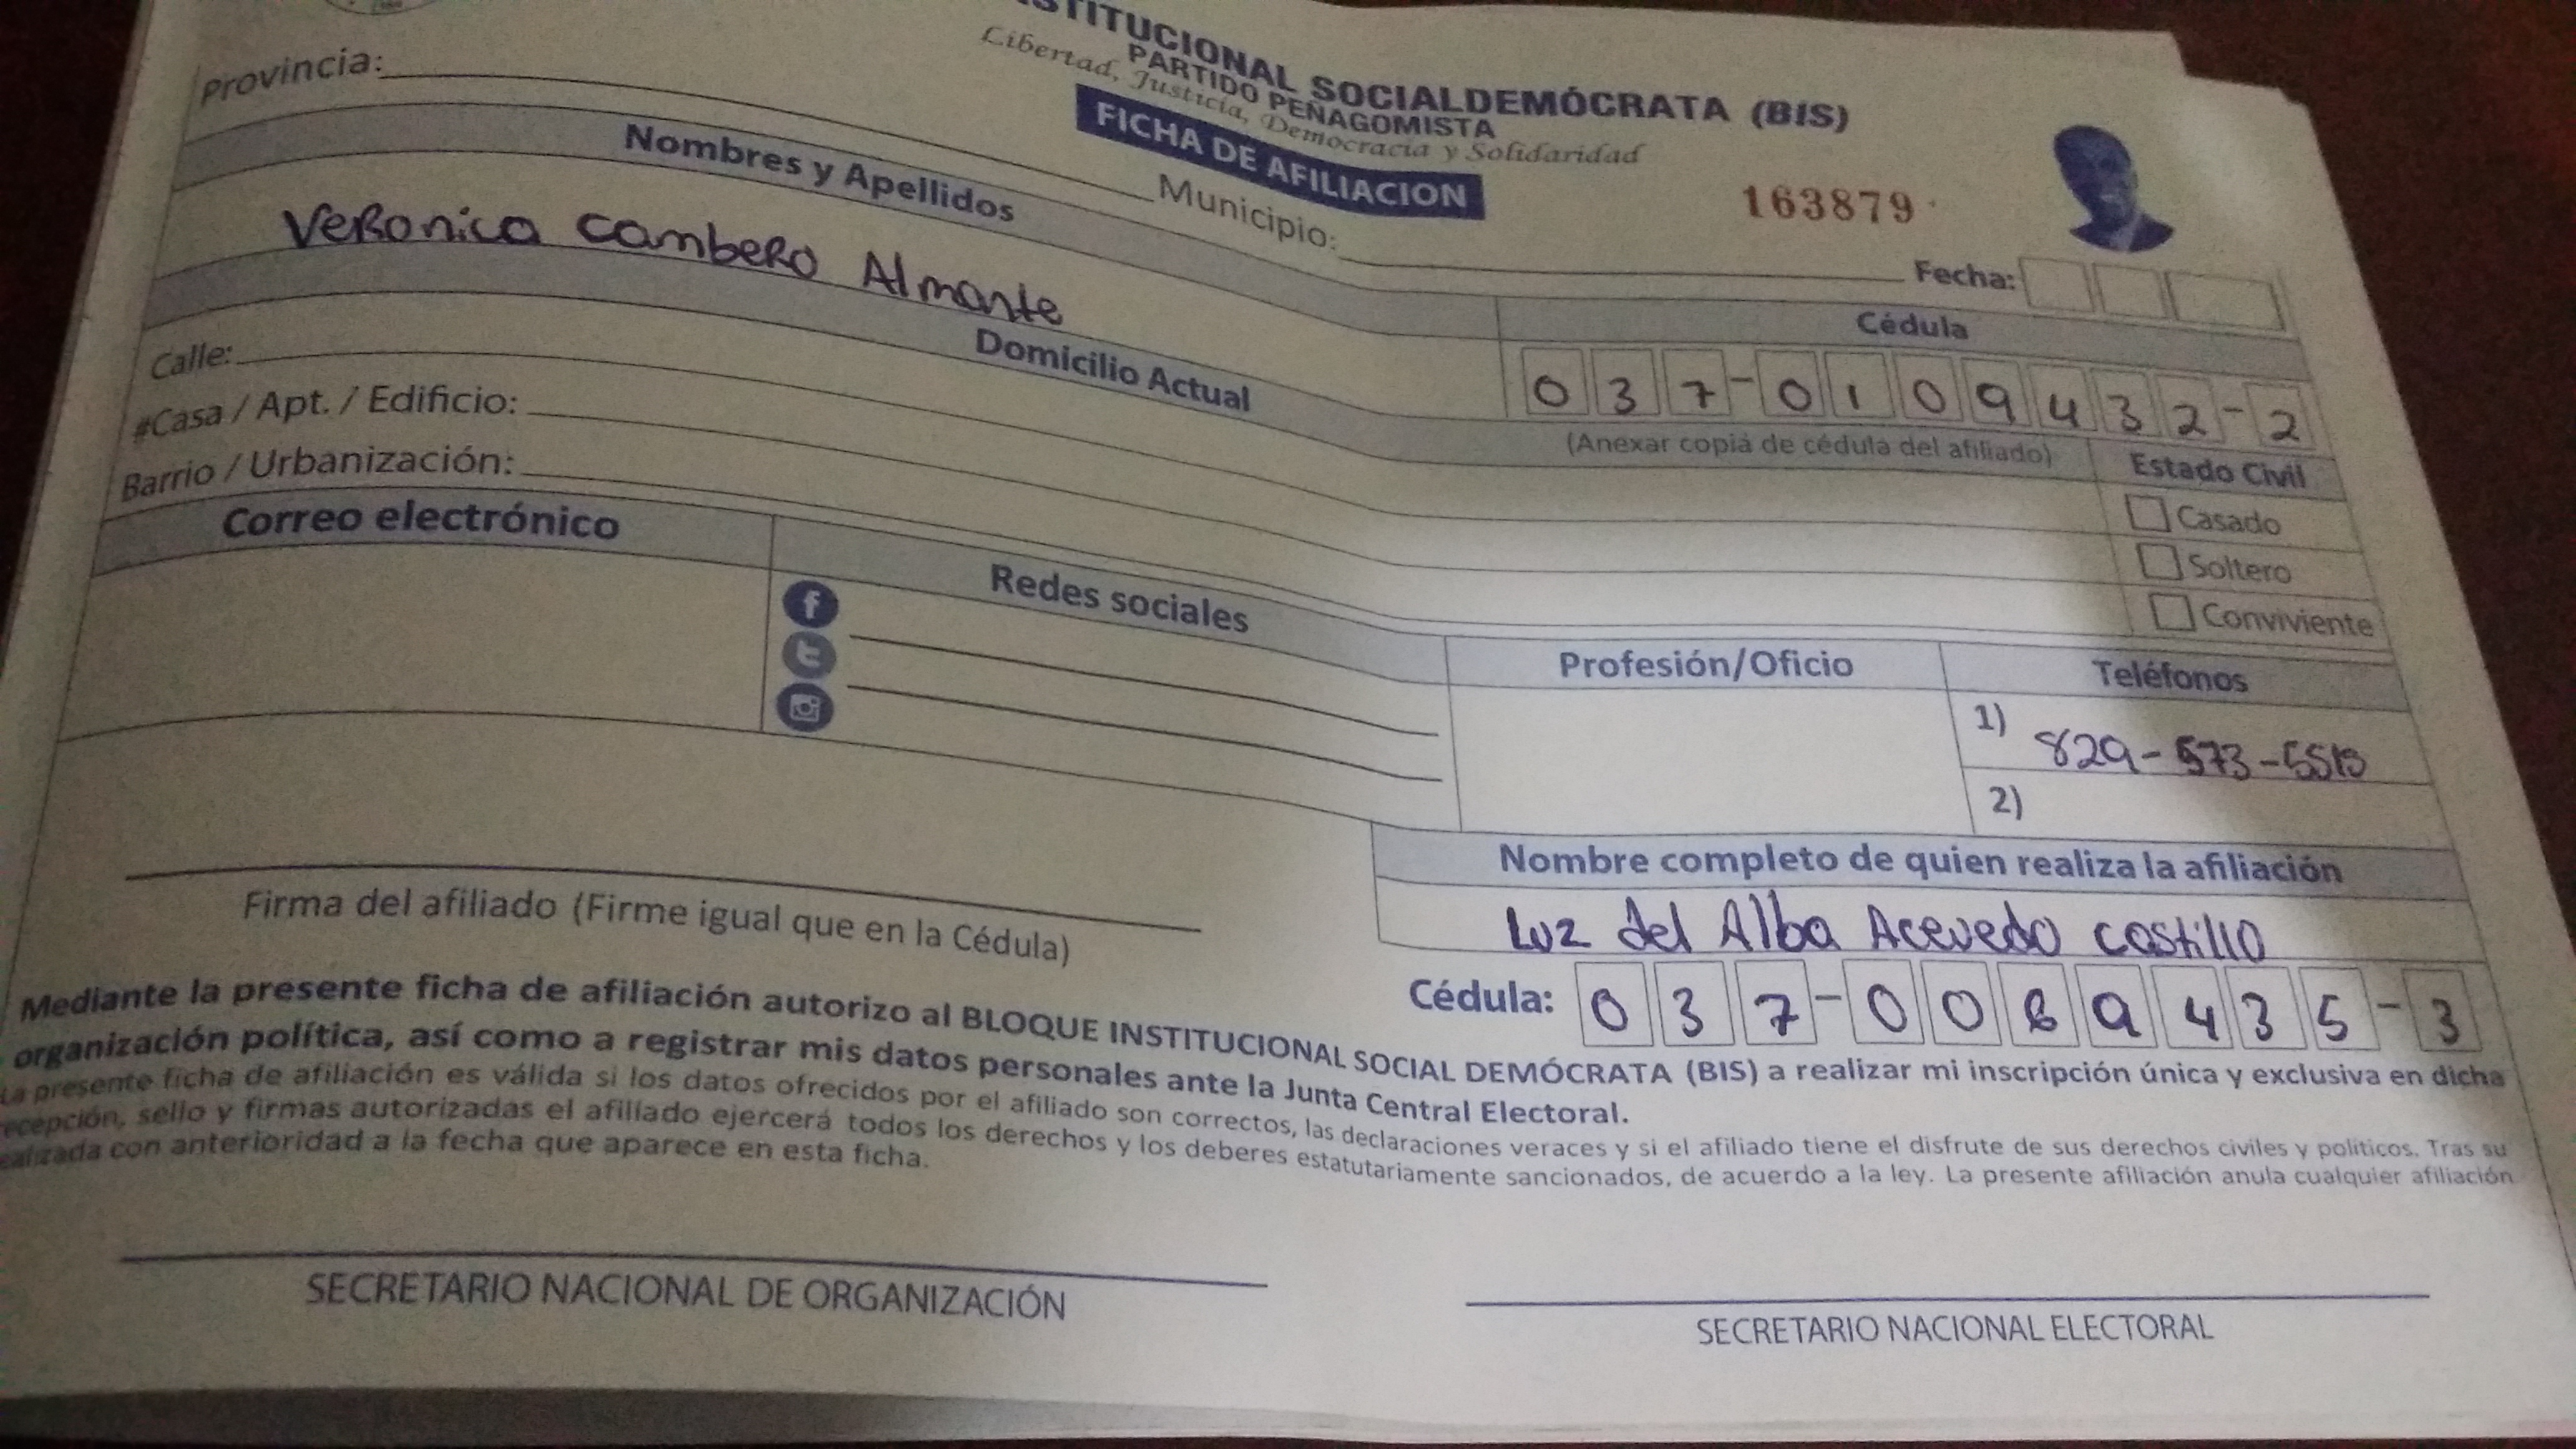 INSTITUCIONAL SOCIALDEMÓCRATA (BIS)
PARTIDO PEÑAGOMISTA
Libertad, Justicia, Democracia y Solidaridad
FICHA DE AFILIACION
163879
Provincia:
Municipio:
Fecha:
Nombres y Apellidos
Cédula
Veronica Cambero Almante
037-0109432-2
(Anexar copia de cédula del afiliado)
Domicilio Actual
Estado Civil
Calle:
Casado
#Casa / Apt. / Edificio:
Soltero
Barrio / Urbanización:
Conviviente
Correo electrónico
Redes sociales
Profesión/Oficio
Teléfonos
1) 829-573-5519
2)
Nombre completo de quien realiza la afiliación
Luz del Alba Acevedo Castillo
Firma del afiliado (Firme igual que en la Cédula)
Cédula: 037-0069435-3
Mediante la presente ficha de afiliación autorizo al BLOQUE INSTITUCIONAL SOCIAL DEMÓCRATA (BIS) a realizar mi inscripción única y exclusiva en dicha
organización política, así como a registrar mis datos personales ante la Junta Central Electoral.
La presente ficha de afiliación es válida si los datos ofrecidos por el afiliado son correctos, las declaraciones veraces y si el afiliado tiene el disfrute de sus derechos civiles y políticos. Tras su
recepción, sello y firmas autorizadas el afiliado ejercerá todos los derechos y los deberes estatutariamente sancionados, de acuerdo a la ley. La presente afiliación anula cualquier afiliación
realizada con anterioridad a la fecha que aparece en esta ficha.
SECRETARIO NACIONAL DE ORGANIZACIÓN
SECRETARIO NACIONAL ELECTORAL